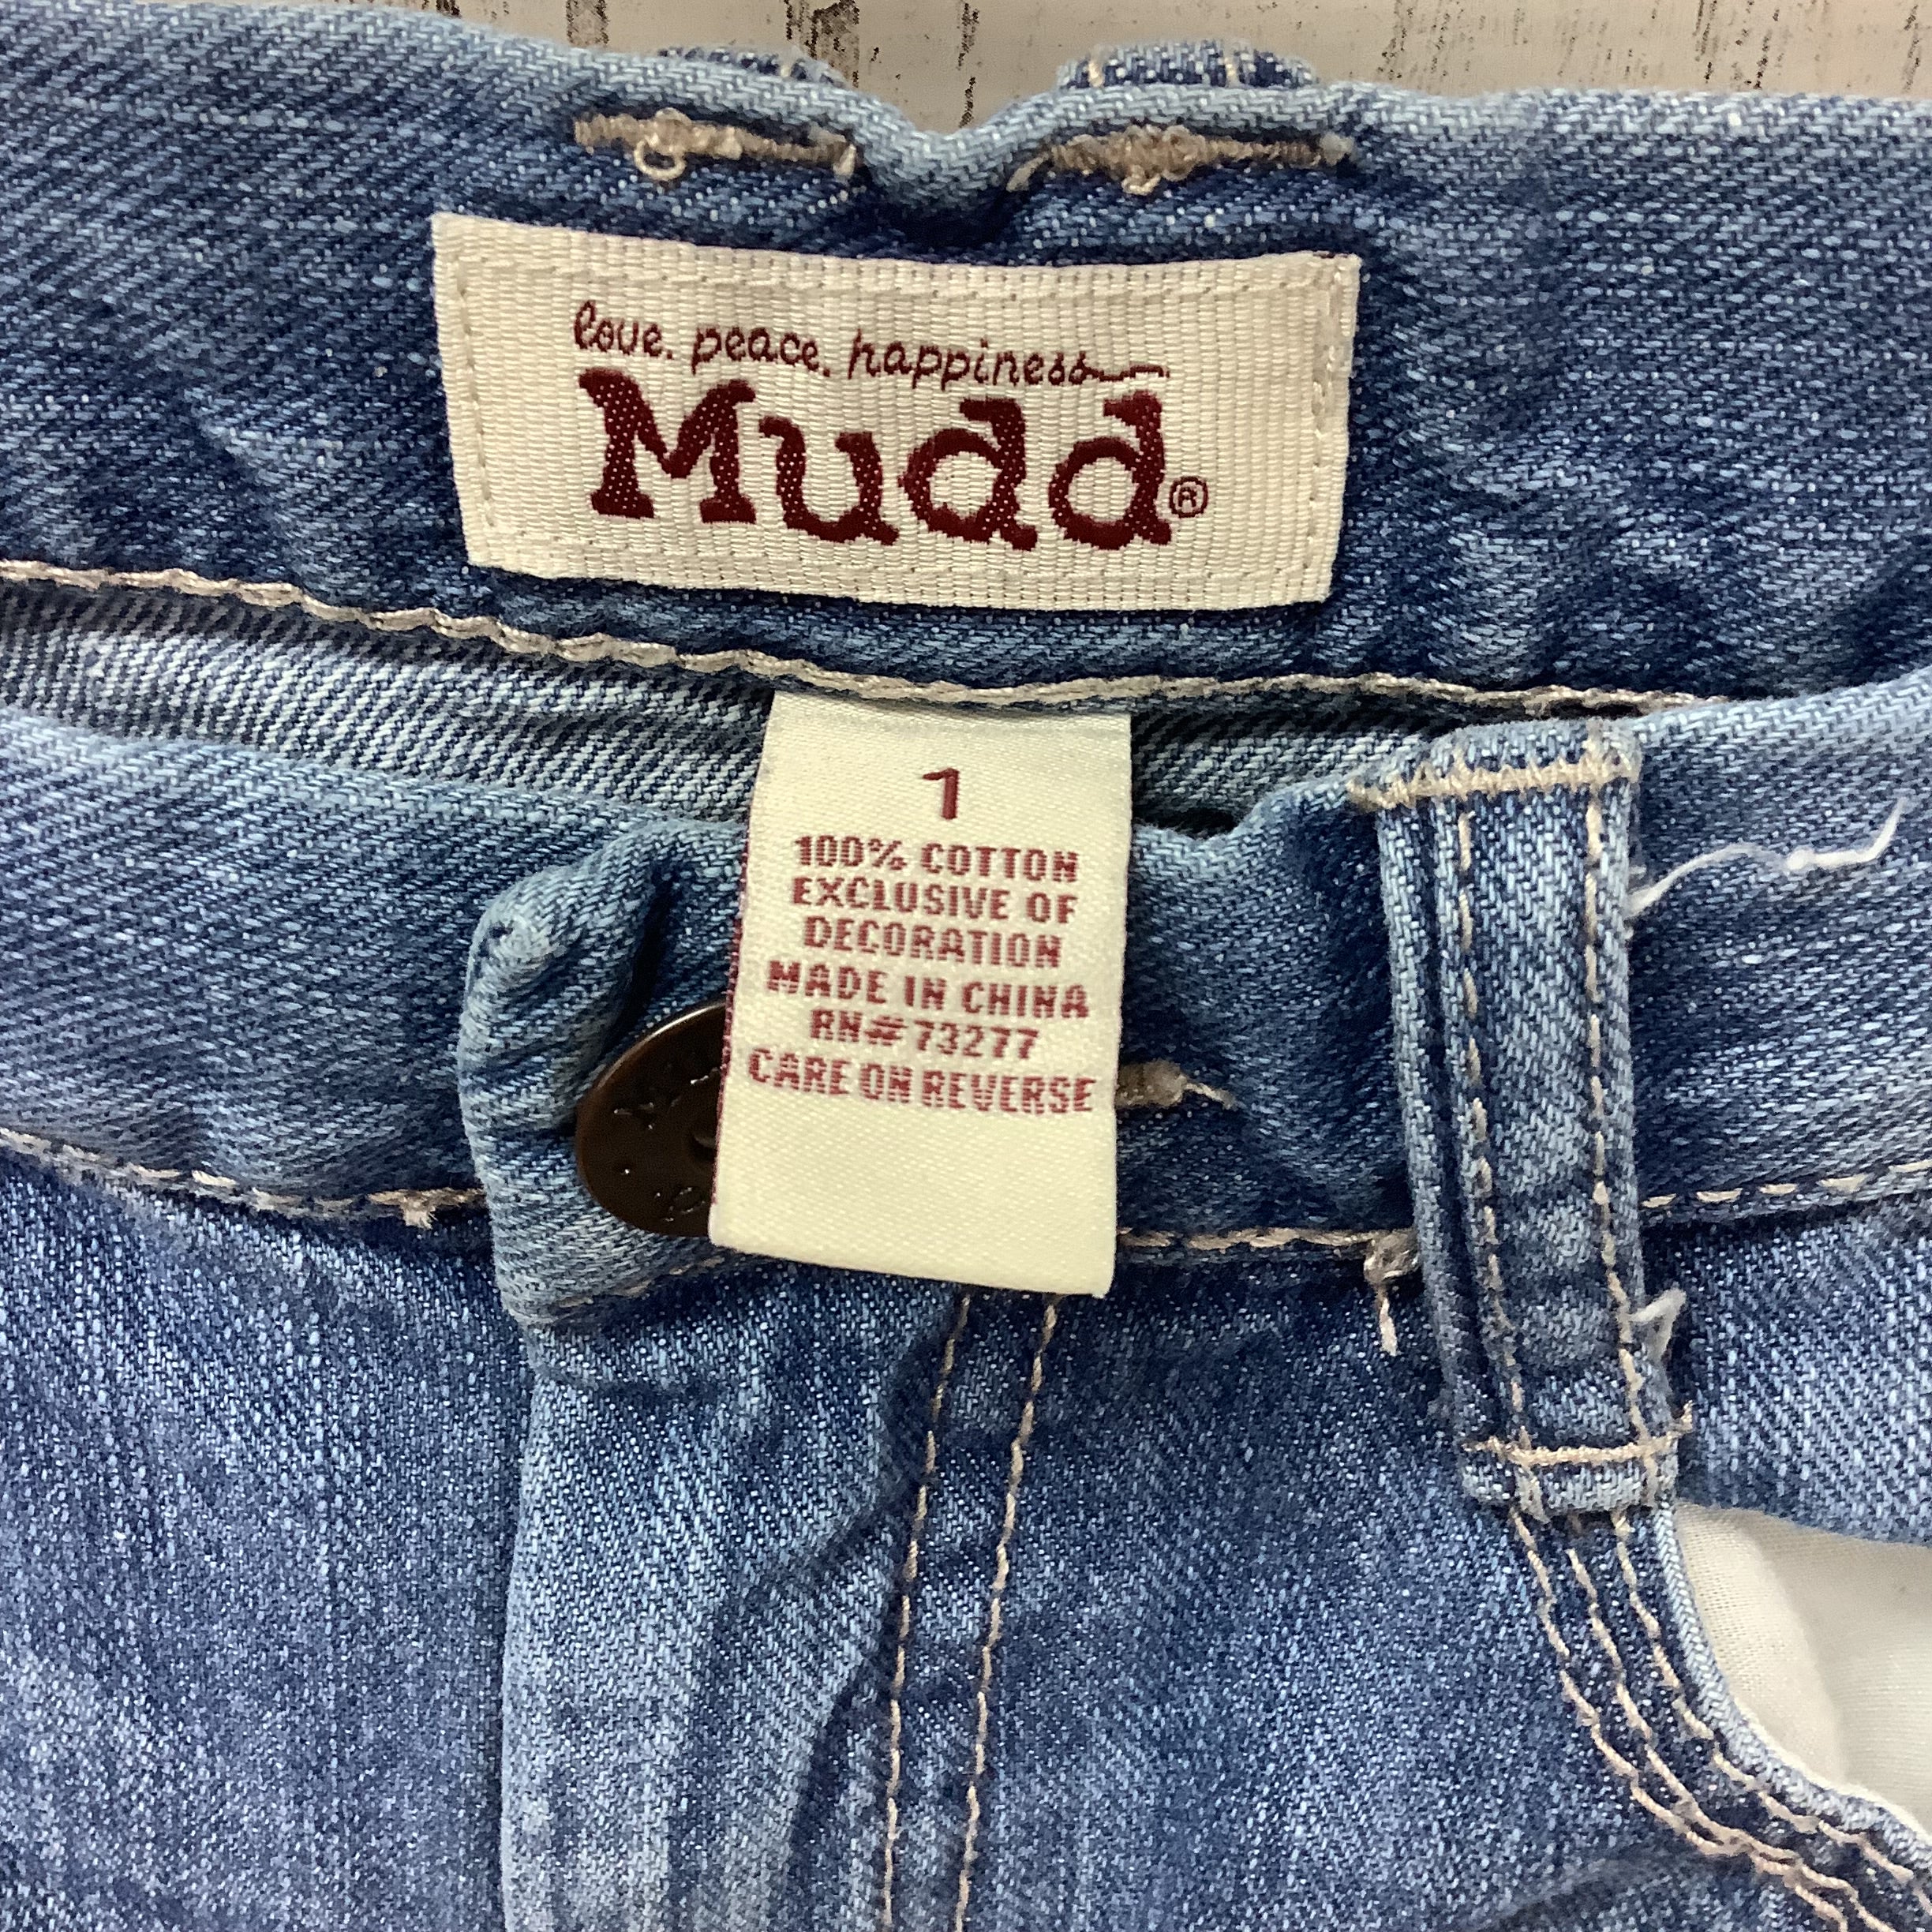 love. peace. happiness
Mudd®
1
100% COTTON
EXCLUSIVE OF
DECORATION
MADE IN CHINA
RN# 73277
CARE ON REVERSE